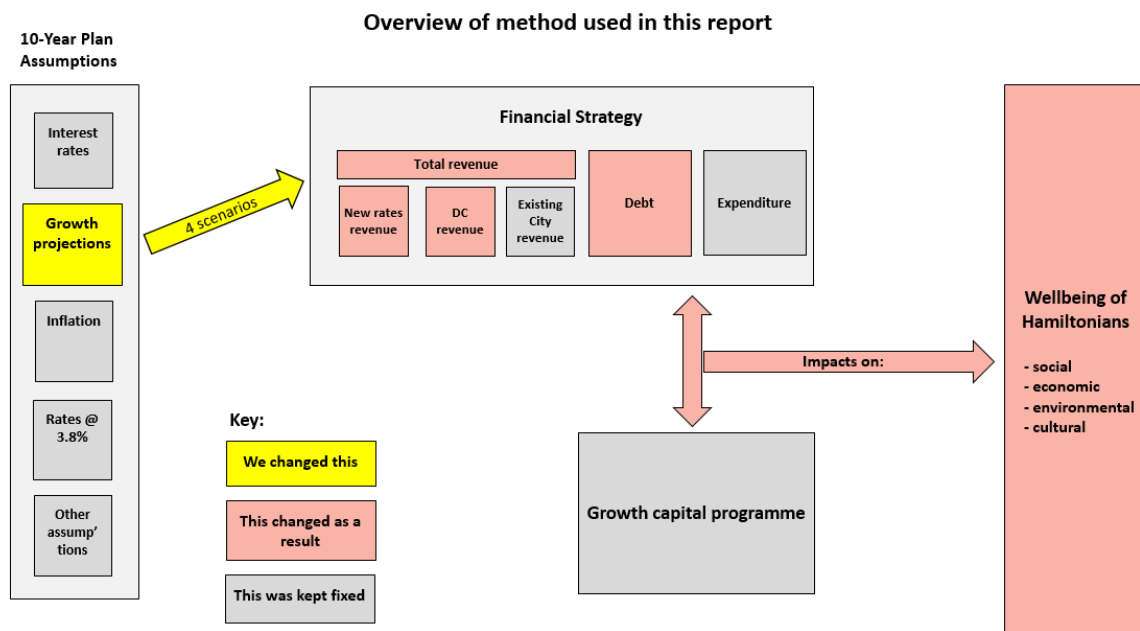 Overview of method used in this report
10-Year Plan
Assumptions
Interest
rates
Growth
projections
Inflation
Rates @
3.8%
Other
assump'
tions
4 scenarios
Financial Strategy
Total revenue
New rates
revenue
DC
revenue
Existing
City
revenue
Debt
Expenditure
Impacts on:
Growth capital programme
Wellbeing of
Hamiltonians
- social
- economic
- environmental
- cultural
Key:
We changed this
This changed as a
result
This was kept fixed